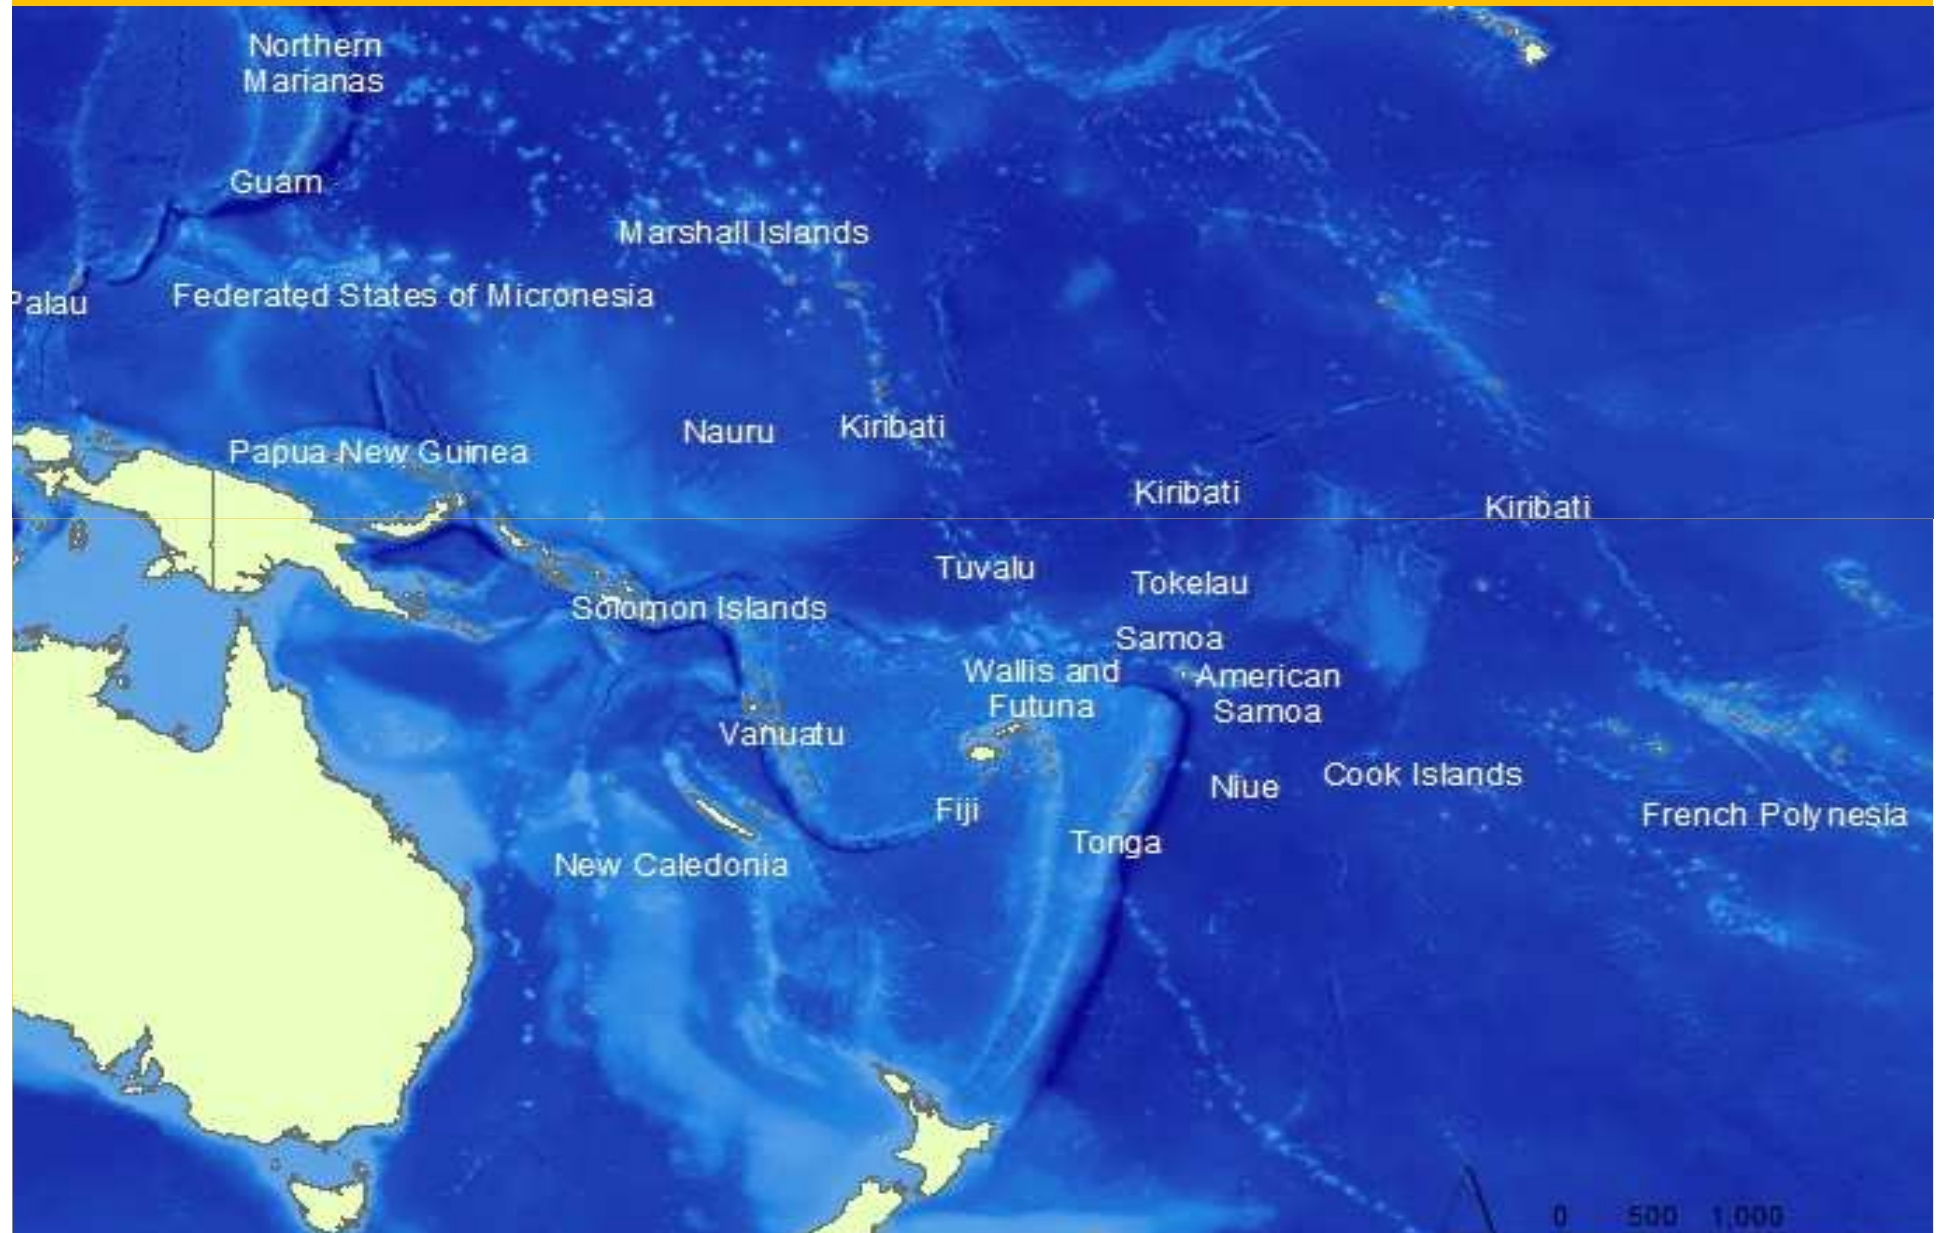 Northern
Marianas
Guam
Marshall Islands
Federated States of Micronesia
Palau
Nauru
Kiribati
Papua New Guinea
Kiribati
Kiribati
Tuvalu
Tokelau
Solomon Islands
Samoa
Wallis and
Futuna
American
Samoa
Vanuatu
Niue
Cook Islands
Fiji
French Polynesia
Tonga
New Caledonia
0 500 1,000